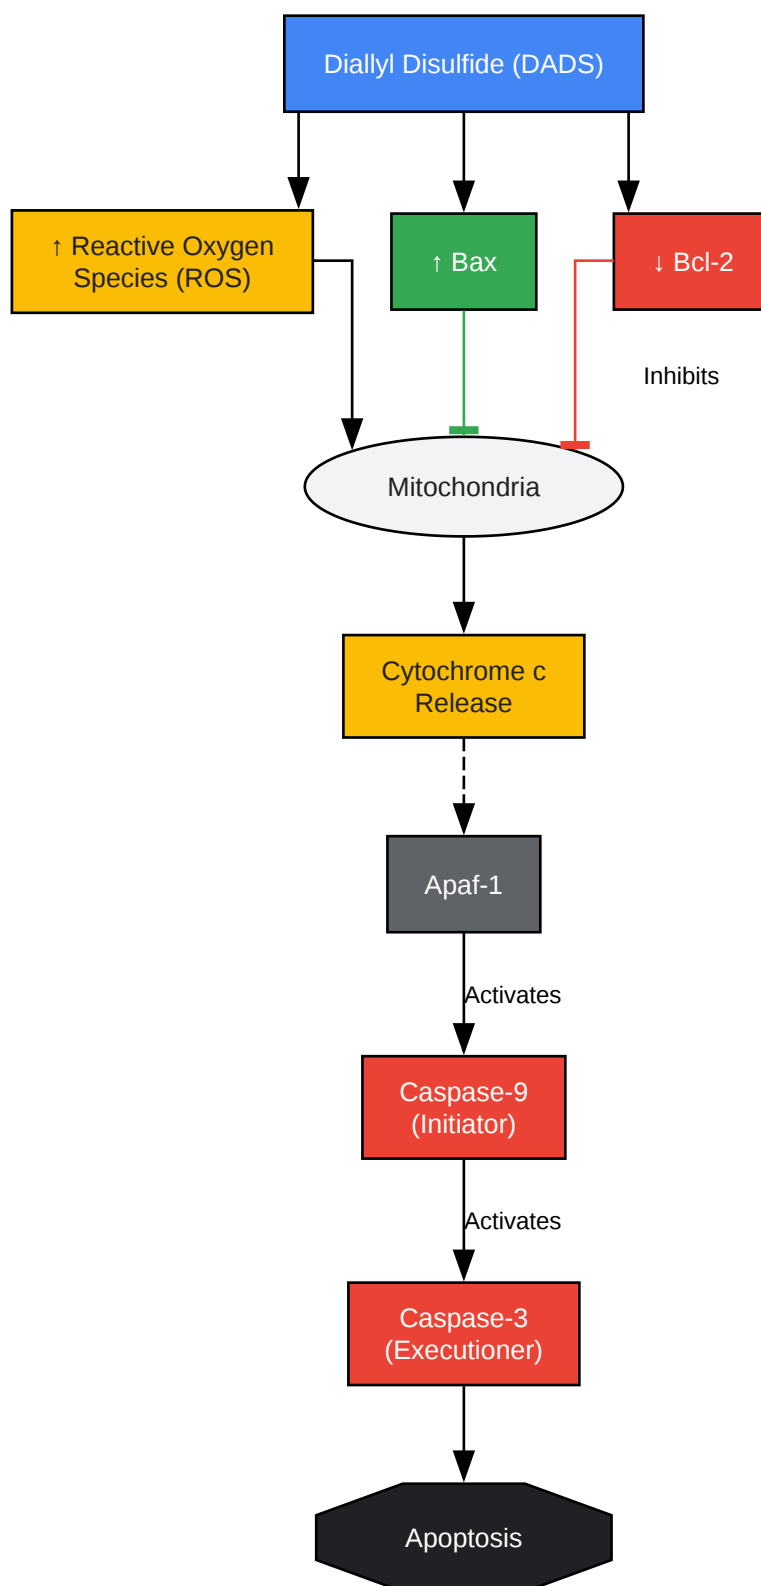 Diallyl Disulfide (DADS)
↑ Reactive Oxygen
Species (ROS)
↑ Bax
↓ Bcl-2
Inhibits
Mitochondria
Cytochrome c
Release
Apaf-1
Activates
Caspase-9
(Initiator)
Activates
Caspase-3
(Executioner)
Apoptosis